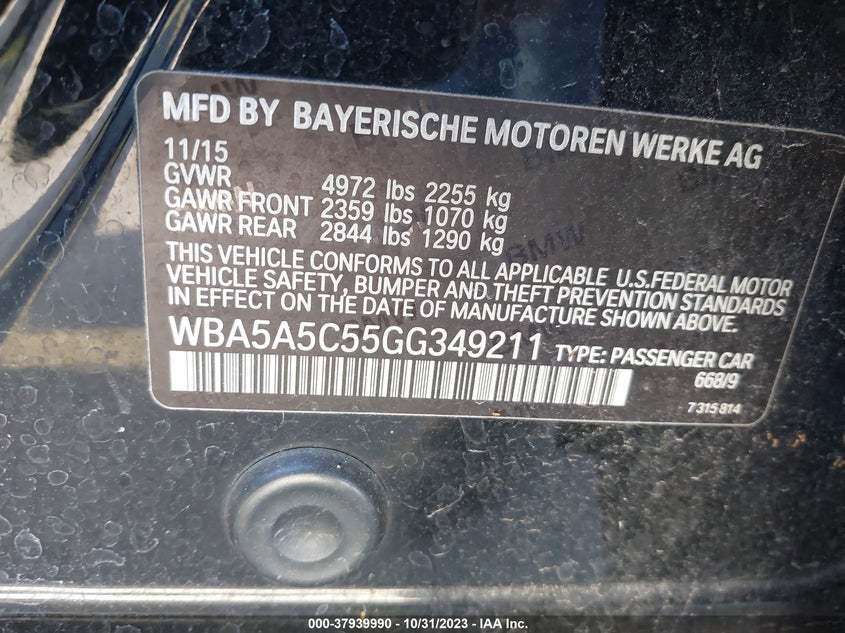 MFD BY BAYERISCHE MOTOREN WERKE AG
11/15
GVWR 4972 lbs 2255 kg
GAWR FRONT 2359 lbs 1070 kg
GAWR REAR 2844 lbs 1290 kg
THIS VEHICLE CONFORMS TO ALL APPLICABLE U.S.FEDERAL MOTOR
VEHICLE SAFETY, BUMPER AND THEFT PREVENTION STANDARDS
IN EFFECT ON THE DATE OF MANUFACTURE SHOWN ABOVE.
WBA5A5C55GG349211 TYPE: PASSENGER CAR
668/9
7 315 814
000-37939990 - 10/31/2023 - IAA, Inc.